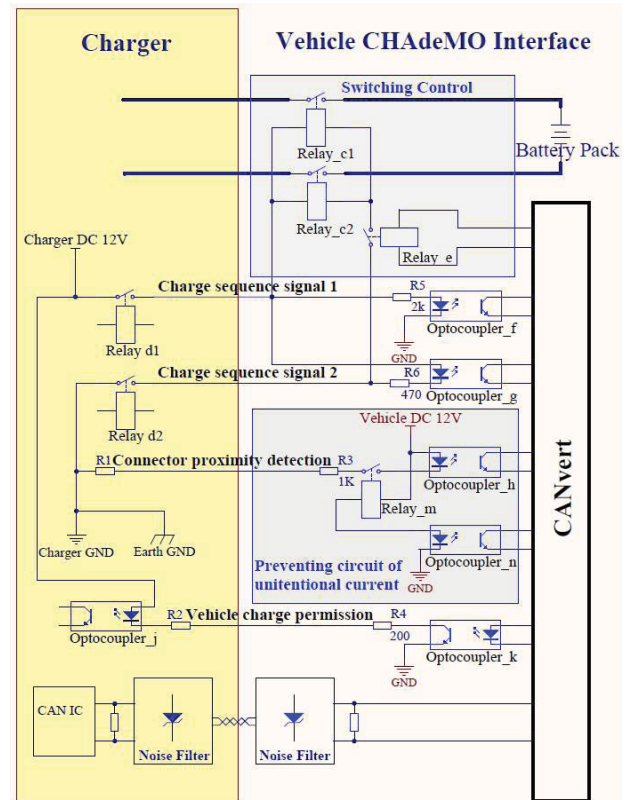 Charger Vehicle CHAdeMO Interface
Switching Control
Relay_c1
Battery Pack
Relay_c2
Charger DC 12V
Relay_e
Charge sequence signal 1
R5
2k
Optocoupler_f
GND
Relay d1
Charge sequence signal 2
R6
470
Optocoupler_g
Vehicle DC 12V
Relay d2
R1 Connector proximity detection R3
1K
Optocoupler_h
Relay_m
CANvert
Charger GND
Earth GND
Preventing circuit of
unitentional current
Optocoupler_n
GND
R2 Vehicle charge permission R4
200
Optocoupler_j
Optocoupler_k
GND
CAN IC
Noise Filter
Noise Filter